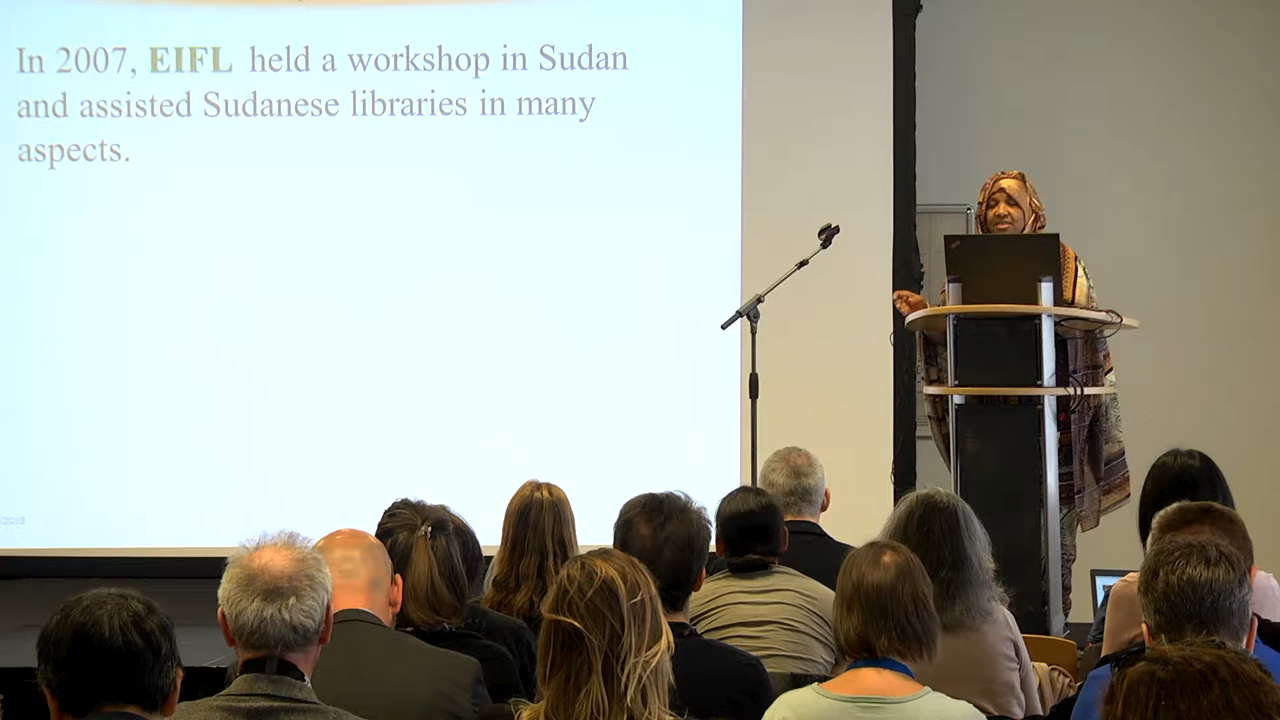 In 2007, EIFL held a workshop in Sudan
and assisted Sudanese libraries in many
aspects.